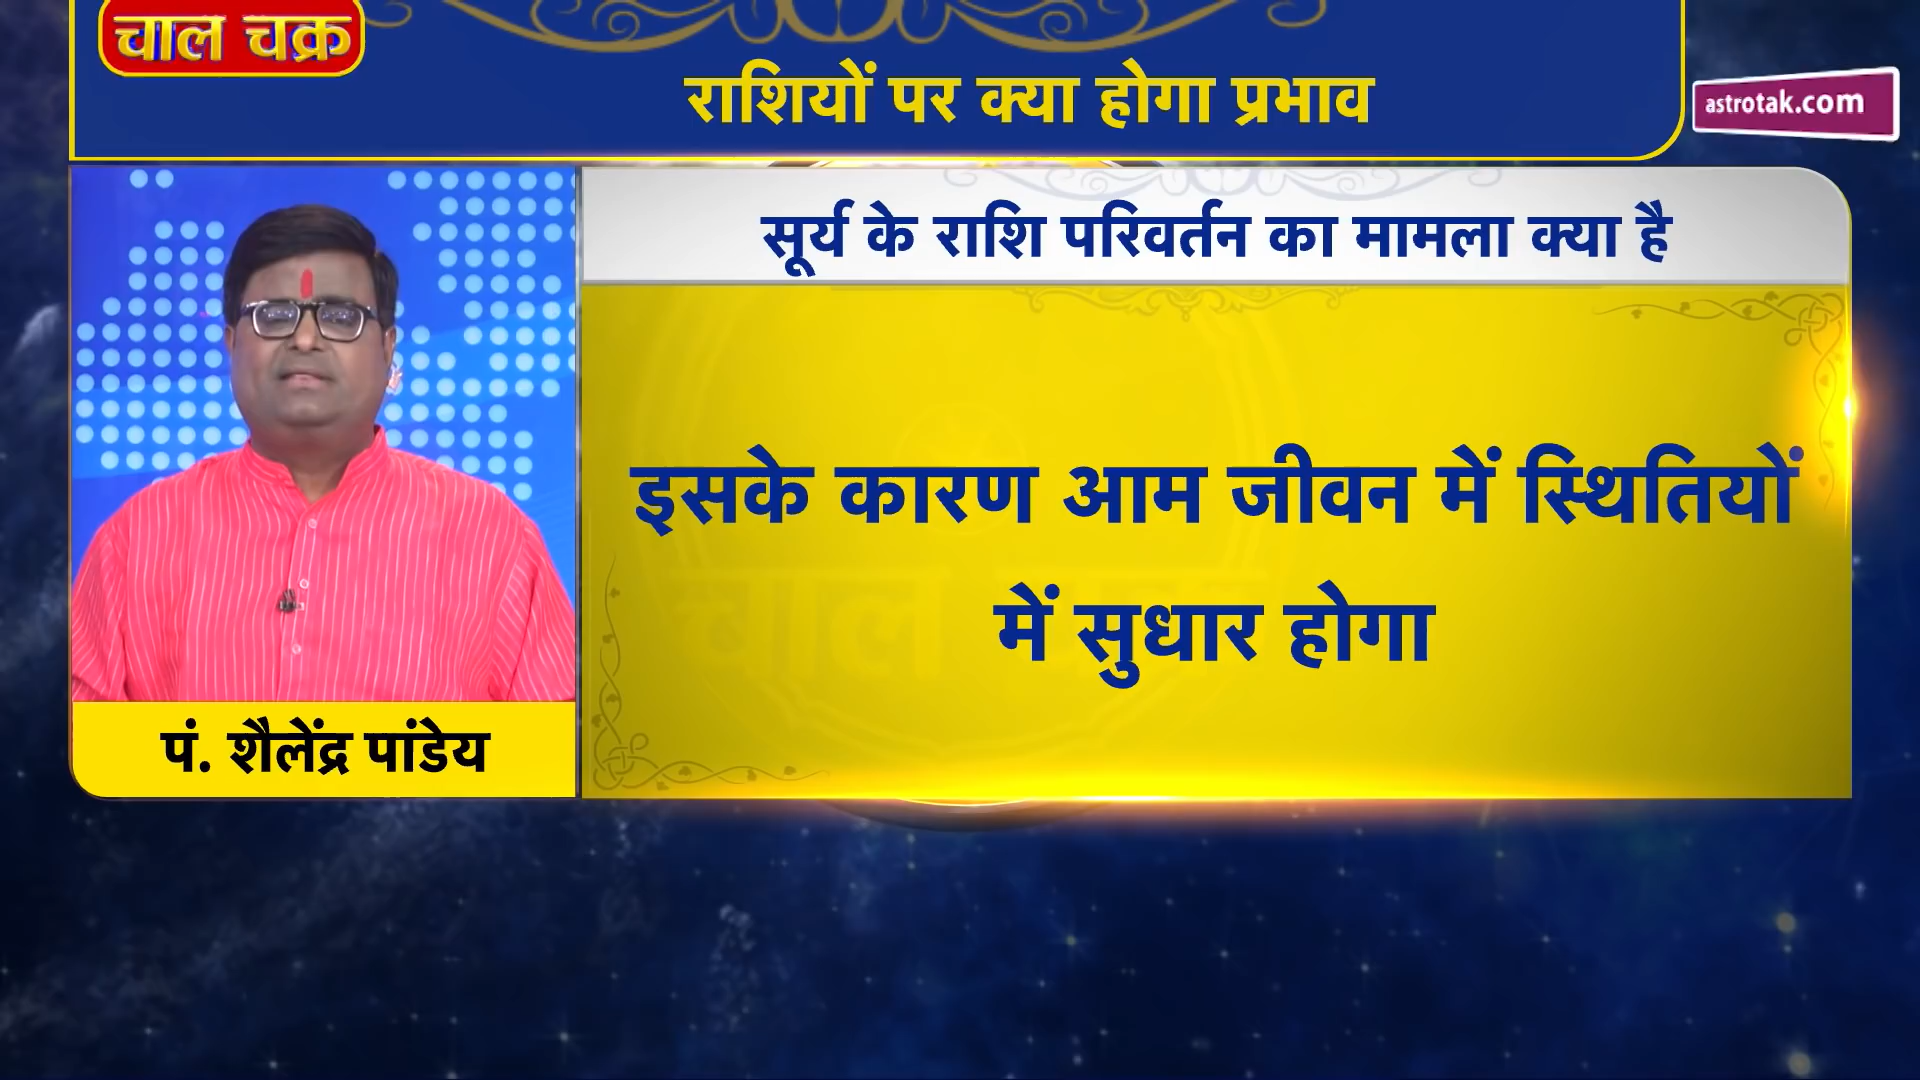 चाल चक्र
राशियों पर क्या होगा प्रभाव
astrotak.com
सूर्य के राशि परिवर्तन का मामला क्या है
इसके कारण आम जीवन में स्थितियों
में सुधार होगा
पं. शैलेंद्र पांडेय